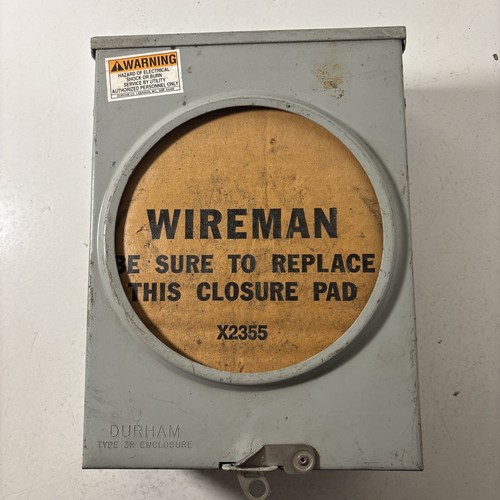 WARNING
HAZARD OF ELECTRICAL
SHOCK OR BURN
SERVICE BY UTILITY
AUTHORIZED PERSONNEL ONLY
WIREMAN
BE SURE TO REPLACE
THIS CLOSURE PAD
X2355
DURHAM
TYPE 3R ENCLOSURE